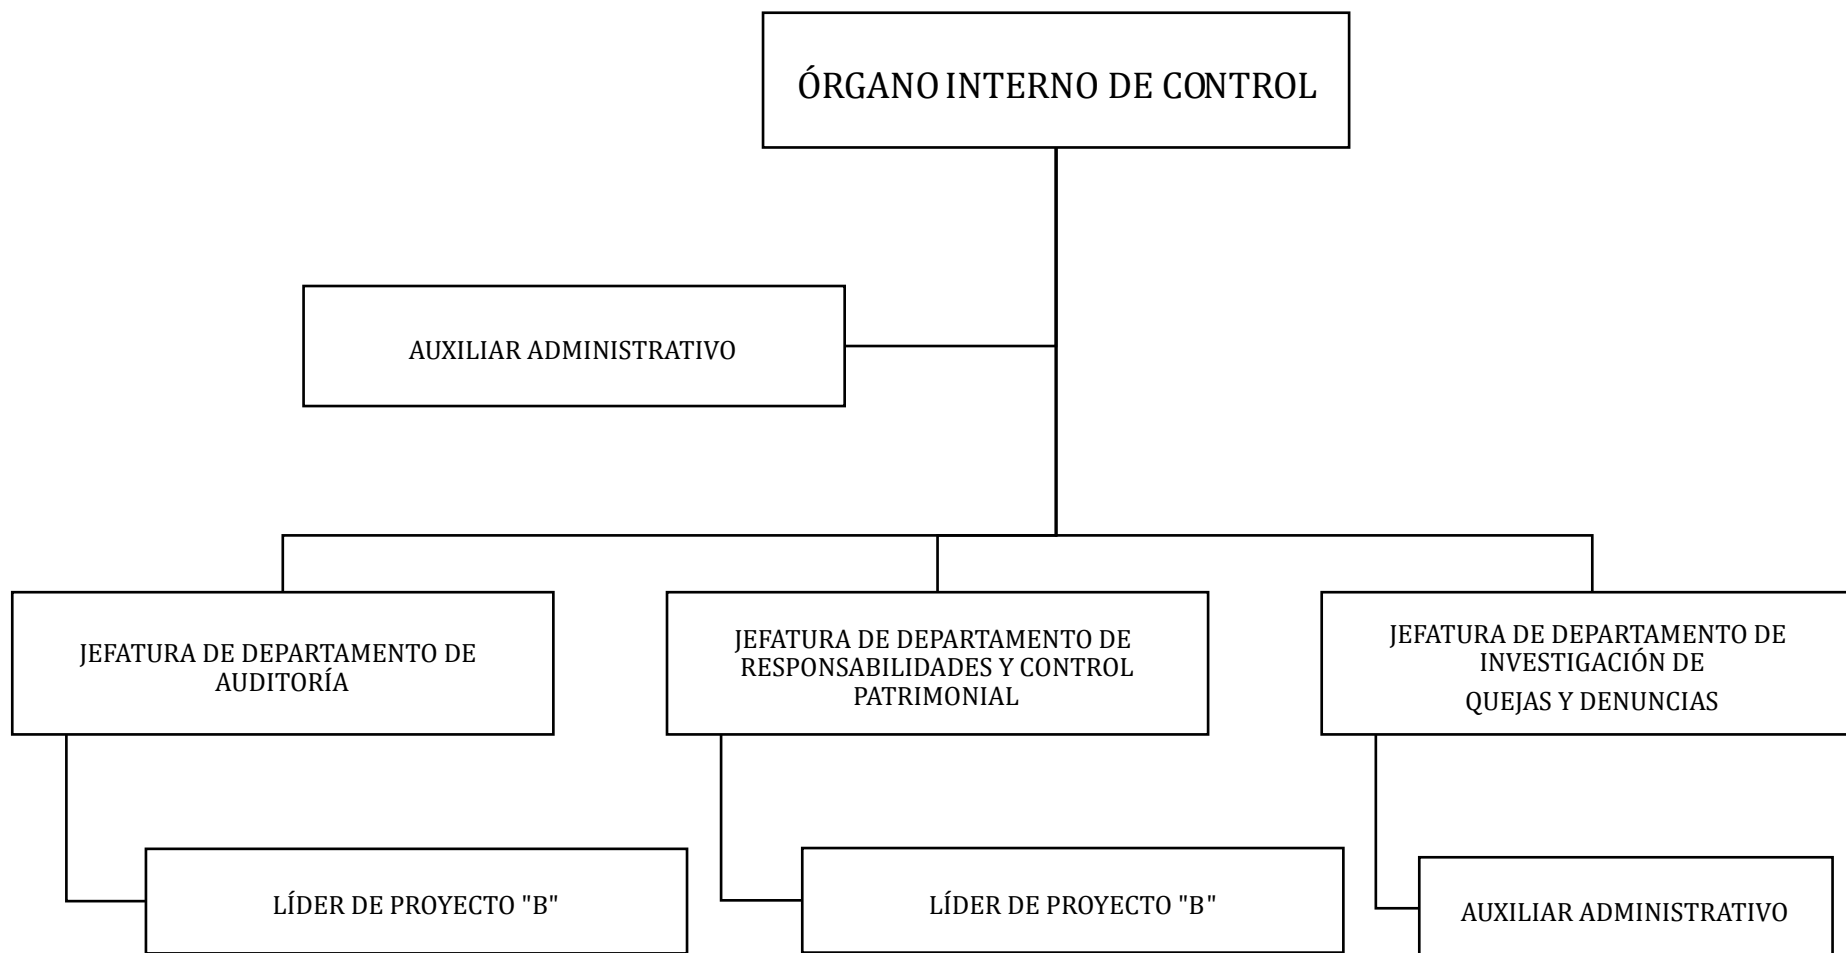 ÓRGANO INTERNO DE CONTROL
AUXILIAR ADMINISTRATIVO
JEFATURA DE DEPARTAMENTO DE
AUDITORÍA
JEFATURA DE DEPARTAMENTO DE
RESPONSABILIDADES Y CONTROL
PATRIMONIAL
JEFATURA DE DEPARTAMENTO DE
INVESTIGACIÓN DE
QUEJAS Y DENUNCIAS
LÍDER DE PROYECTO "B"
LÍDER DE PROYECTO "B"
AUXILIAR ADMINISTRATIVO